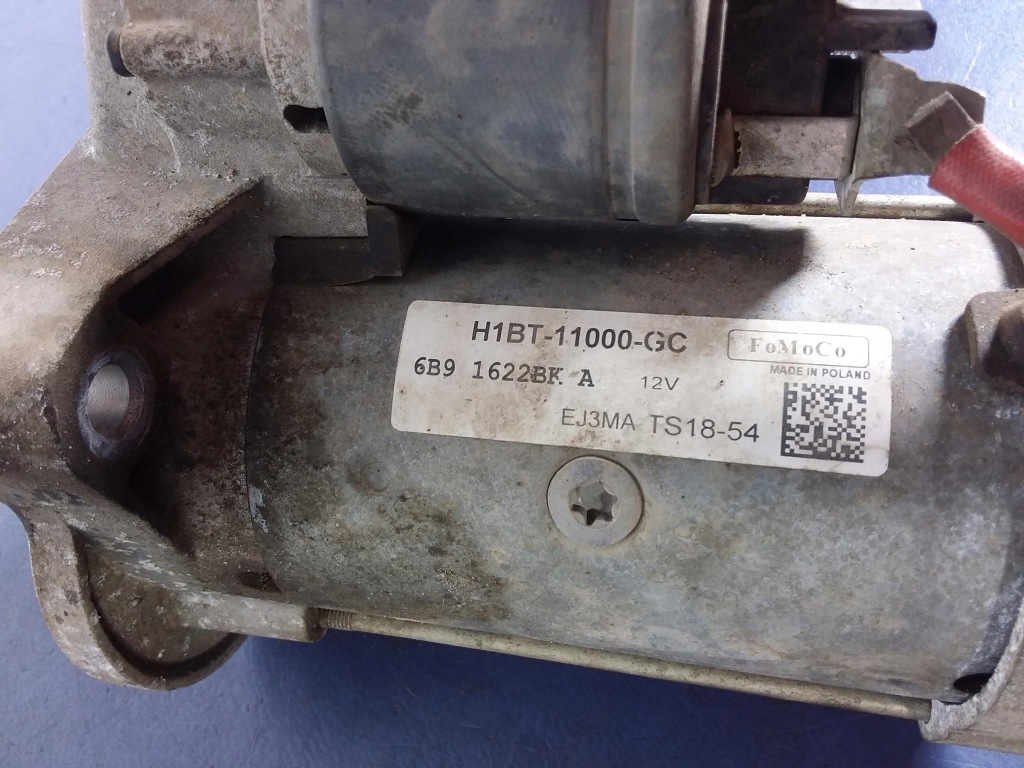 H1BT-11000-GC FoMoCo
MADE IN POLAND
6B9 1622BK A 12V
EJ3MA TS18-54